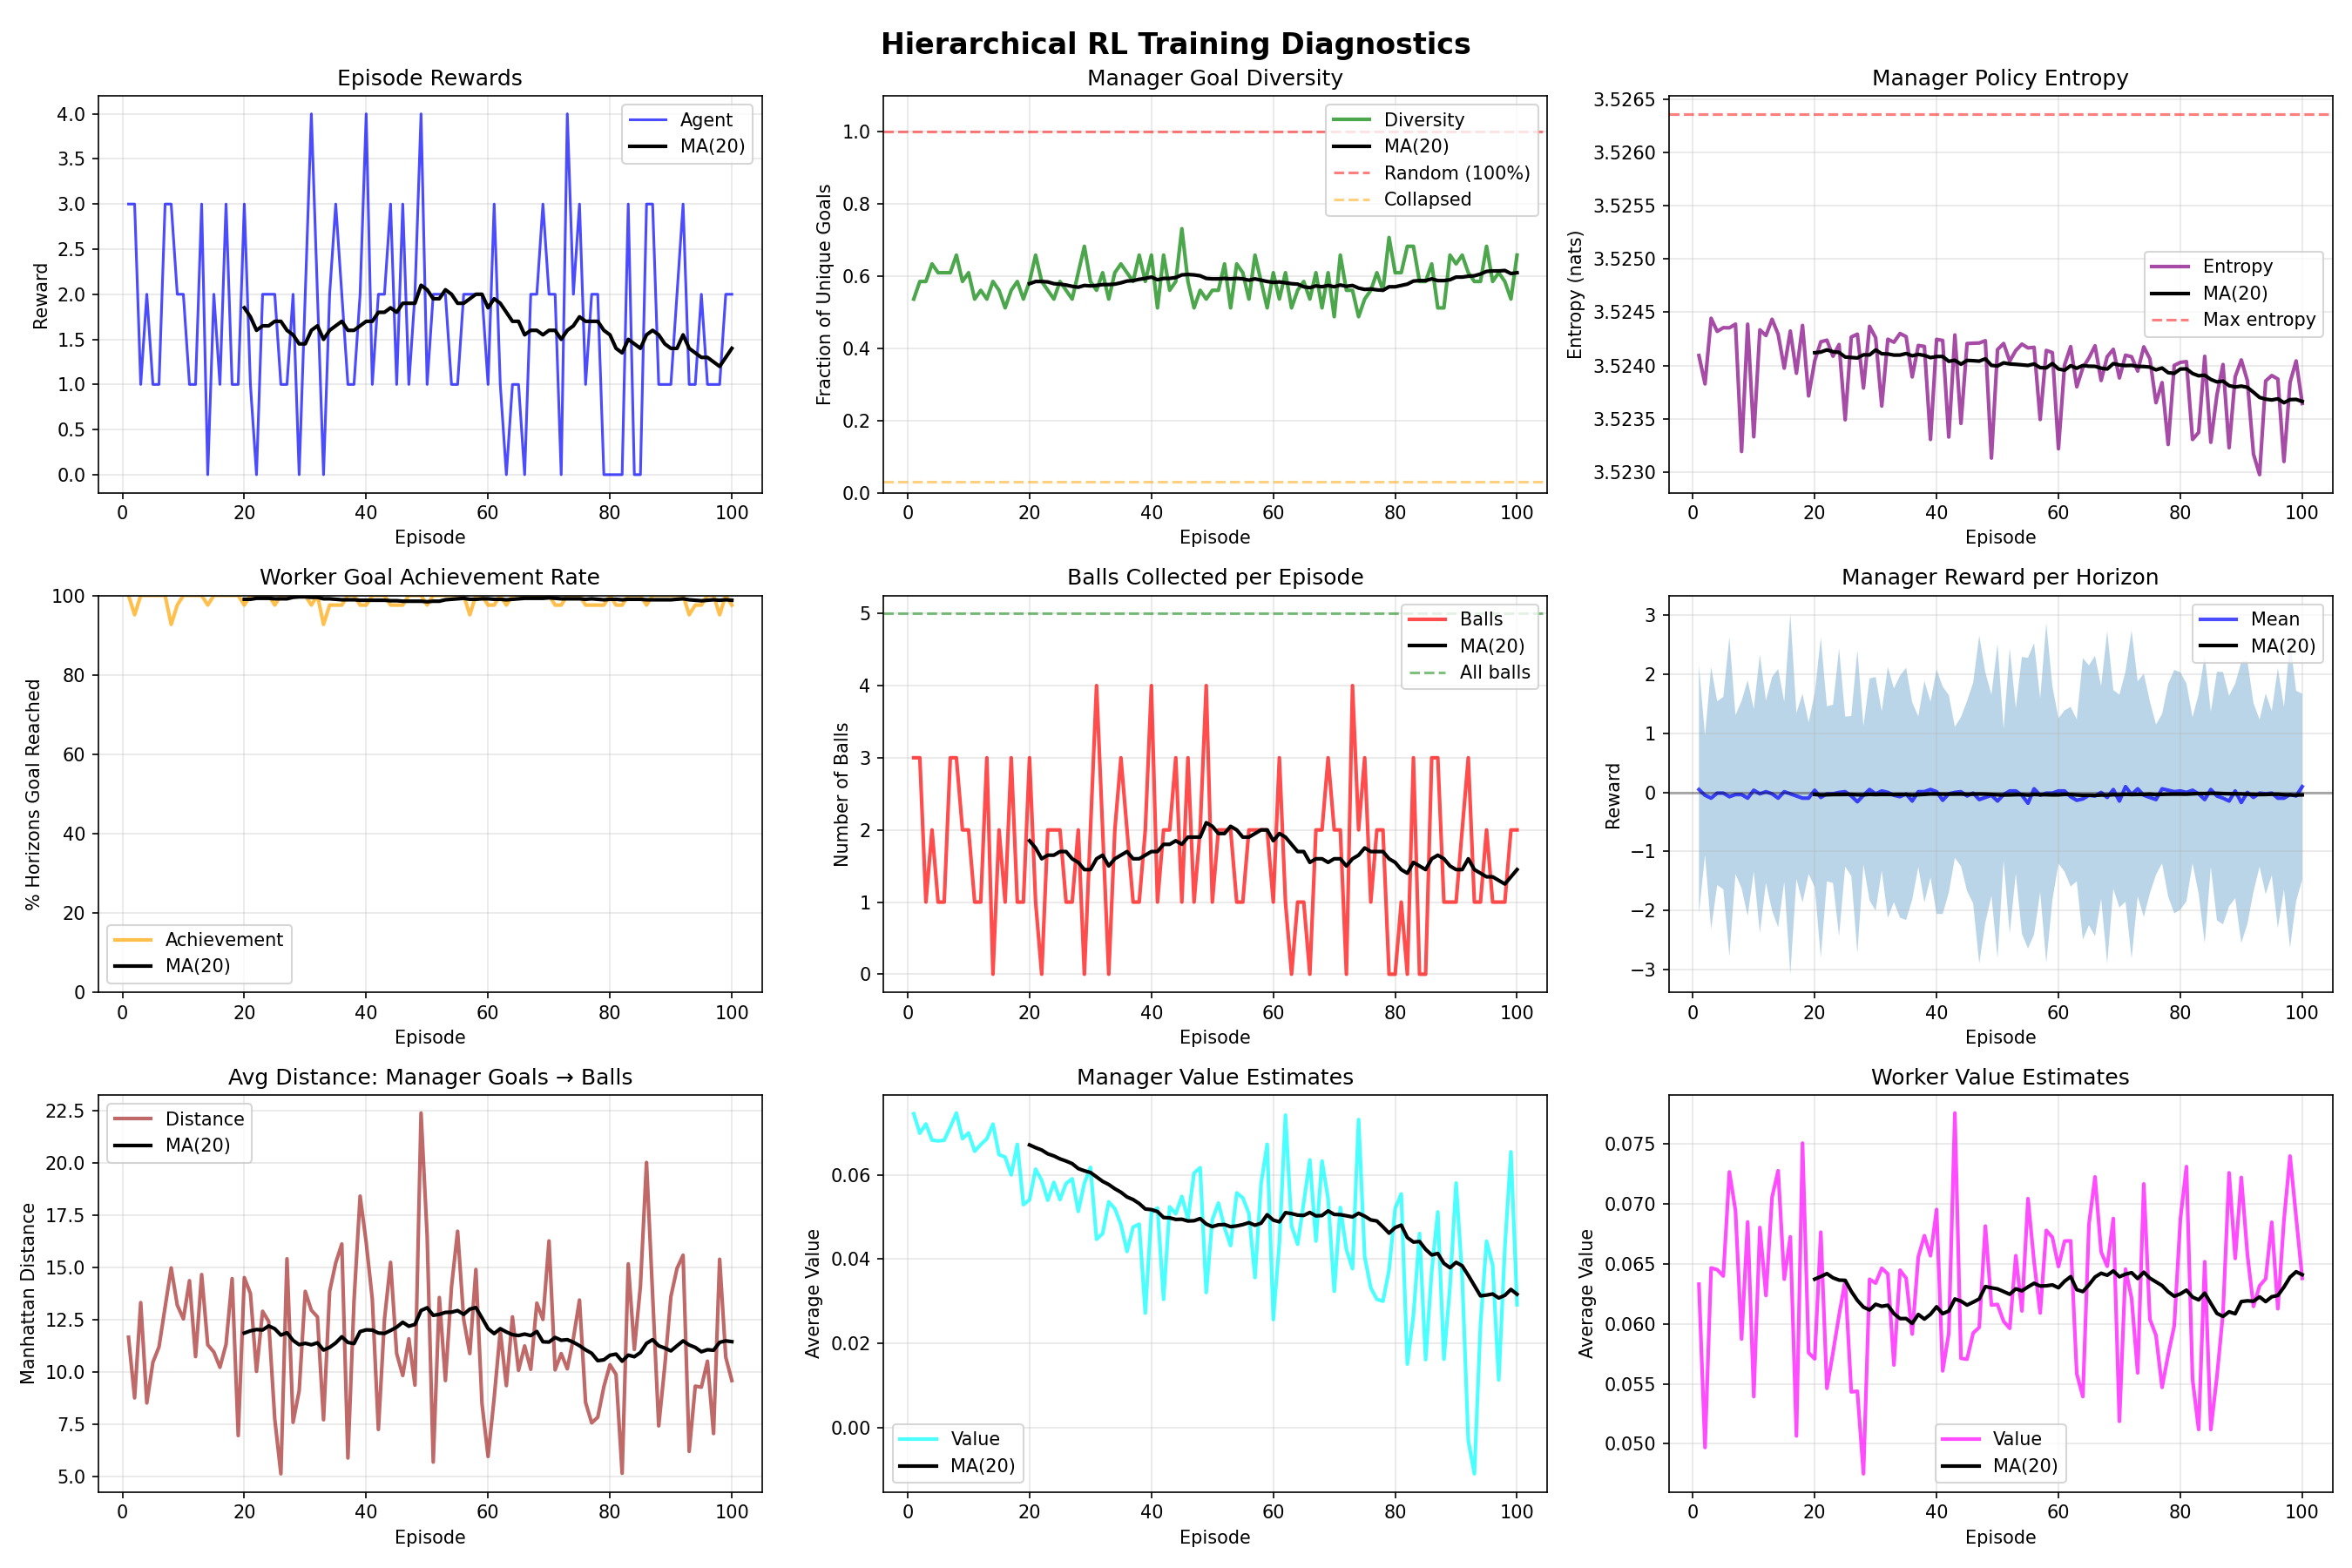 Hierarchical RL Training Diagnostics
Episode Rewards
4.0
3.5
3.0
2.5
2.0
1.5
1.0
0.5
0.0
Reward
Agent
MA(20)
0 20 40 60 80 100
Episode
Manager Goal Diversity
1.0
0.8
0.6
0.4
0.2
0.0
Fraction of Unique Goals
Diversity
MA(20)
Random (100%)
Collapsed
0 20 40 60 80 100
Episode
Manager Policy Entropy
3.5265
3.5260
3.5255
3.5250
3.5245
3.5240
3.5235
3.5230
Entropy (nats)
Entropy
MA(20)
Max entropy
0 20 40 60 80 100
Episode
Worker Goal Achievement Rate
100
80
60
40
20
0
% Horizons Goal Reached
Achievement
MA(20)
0 20 40 60 80 100
Episode
Balls Collected per Episode
5
4
3
2
1
0
Number of Balls
Balls
MA(20)
All balls
0 20 40 60 80 100
Episode
Manager Reward per Horizon
3
2
1
0
−1
−2
−3
Reward
Mean
MA(20)
0 20 40 60 80 100
Episode
Avg Distance: Manager Goals → Balls
22.5
20.0
17.5
15.0
12.5
10.0
7.5
5.0
Manhattan Distance
Distance
MA(20)
0 20 40 60 80 100
Episode
Manager Value Estimates
0.06
0.04
0.02
0.00
Average Value
Value
MA(20)
0 20 40 60 80 100
Episode
Worker Value Estimates
0.075
0.070
0.065
0.060
0.055
0.050
Average Value
Value
MA(20)
0 20 40 60 80 100
Episode